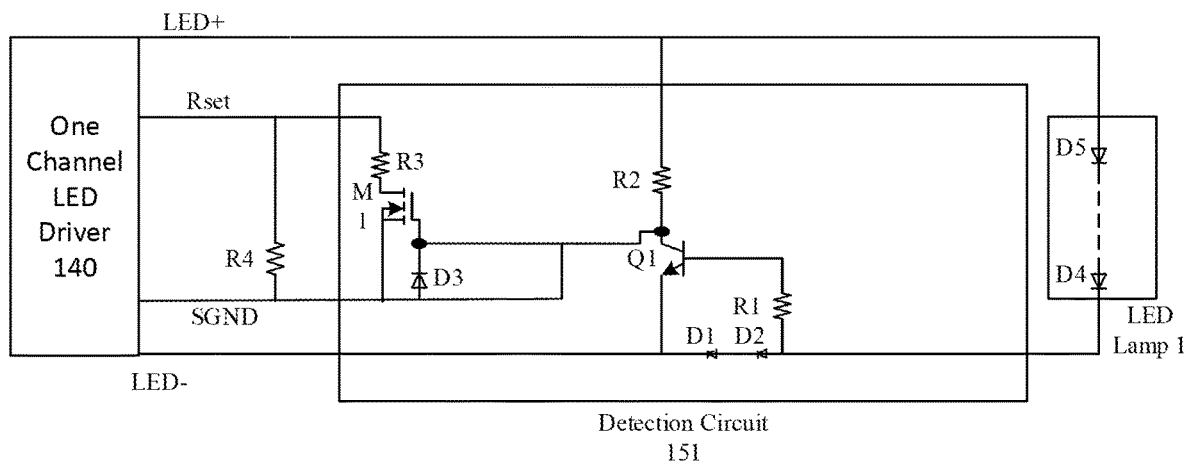 LED+
One
Channel
LED
Driver
140
Rset
R4
SGND
LED-
R3
M
1
D3
R2
Q1
R1
D1
D2
D5
D4
LED
Lamp 1
Detection Circuit
151